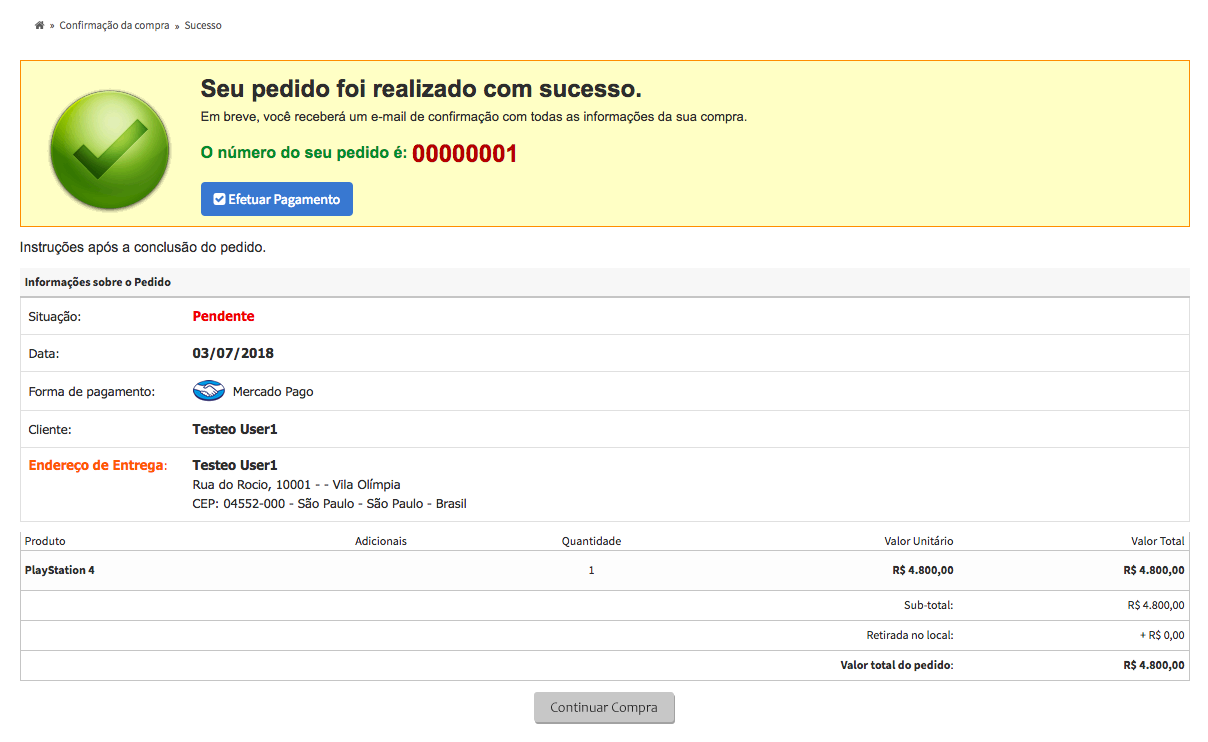 » Confirmação da compra » Sucesso
Seu pedido foi realizado com sucesso.
Em breve, você receberá um e-mail de confirmação com todas as informações da sua compra.
O número do seu pedido é: 00000001
Efetuar Pagamento
Instruções após a conclusão do pedido.
Informações sobre o Pedido
Situação: Pendente
Data: 03/07/2018
Forma de pagamento: Mercado Pago
Cliente: Testeo User1
Endereço de Entrega: Testeo User1
Rua do Rocio, 10001 - - Vila Olímpia
CEP: 04552-000 - São Paulo - São Paulo - Brasil
Produto Adicionais Quantidade Valor Unitário Valor Total
PlayStation 4 1 R$ 4.800,00 R$ 4.800,00
Sub-total: R$ 4.800,00
Retirada no local: + R$ 0,00
Valor total do pedido: R$ 4.800,00
Continuar Compra